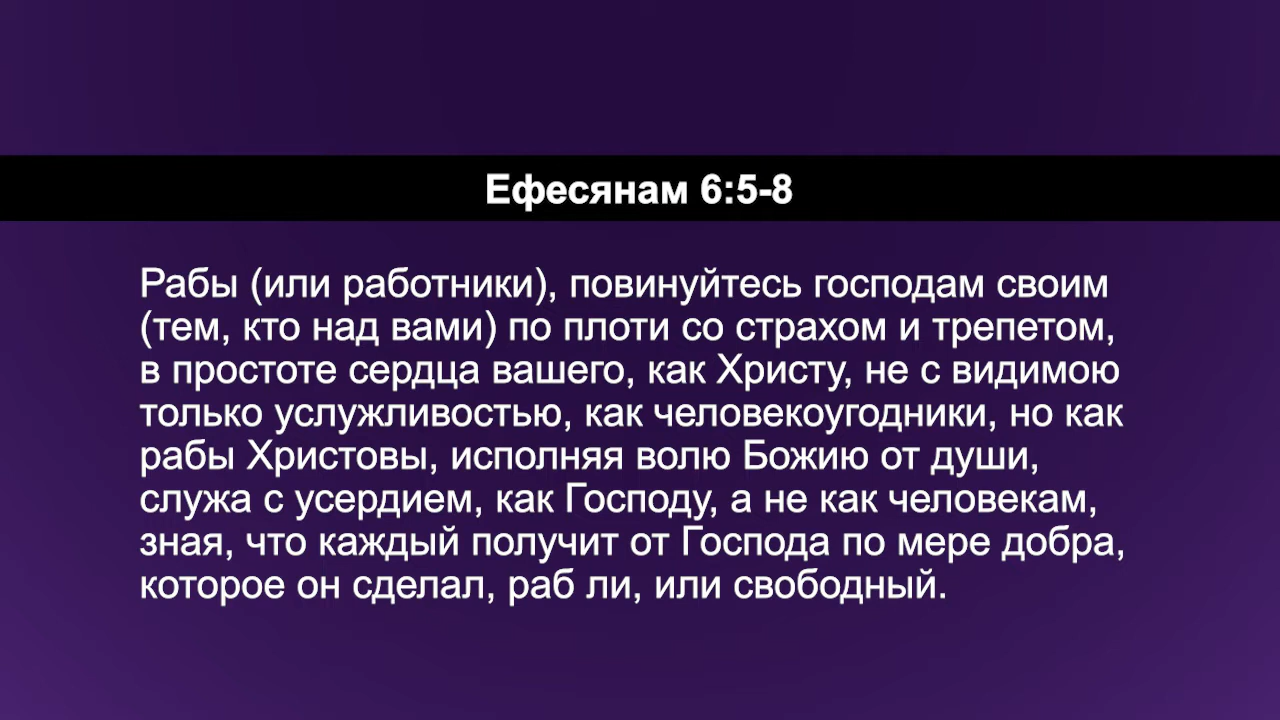 Ефесянам 6:5-8
Рабы (или работники), повинуйтесь господам своим
(тем, кто над вами) по плоти со страхом и трепетом,
в простоте сердца вашего, как Христу, не с видимою
только услужливостью, как человекоугодники, но как
рабы Христовы, исполняя волю Божию от души,
служа с усердием, как Господу, а не как человекам,
зная, что каждый получит от Господа по мере добра,
которое он сделал, раб ли, или свободный.